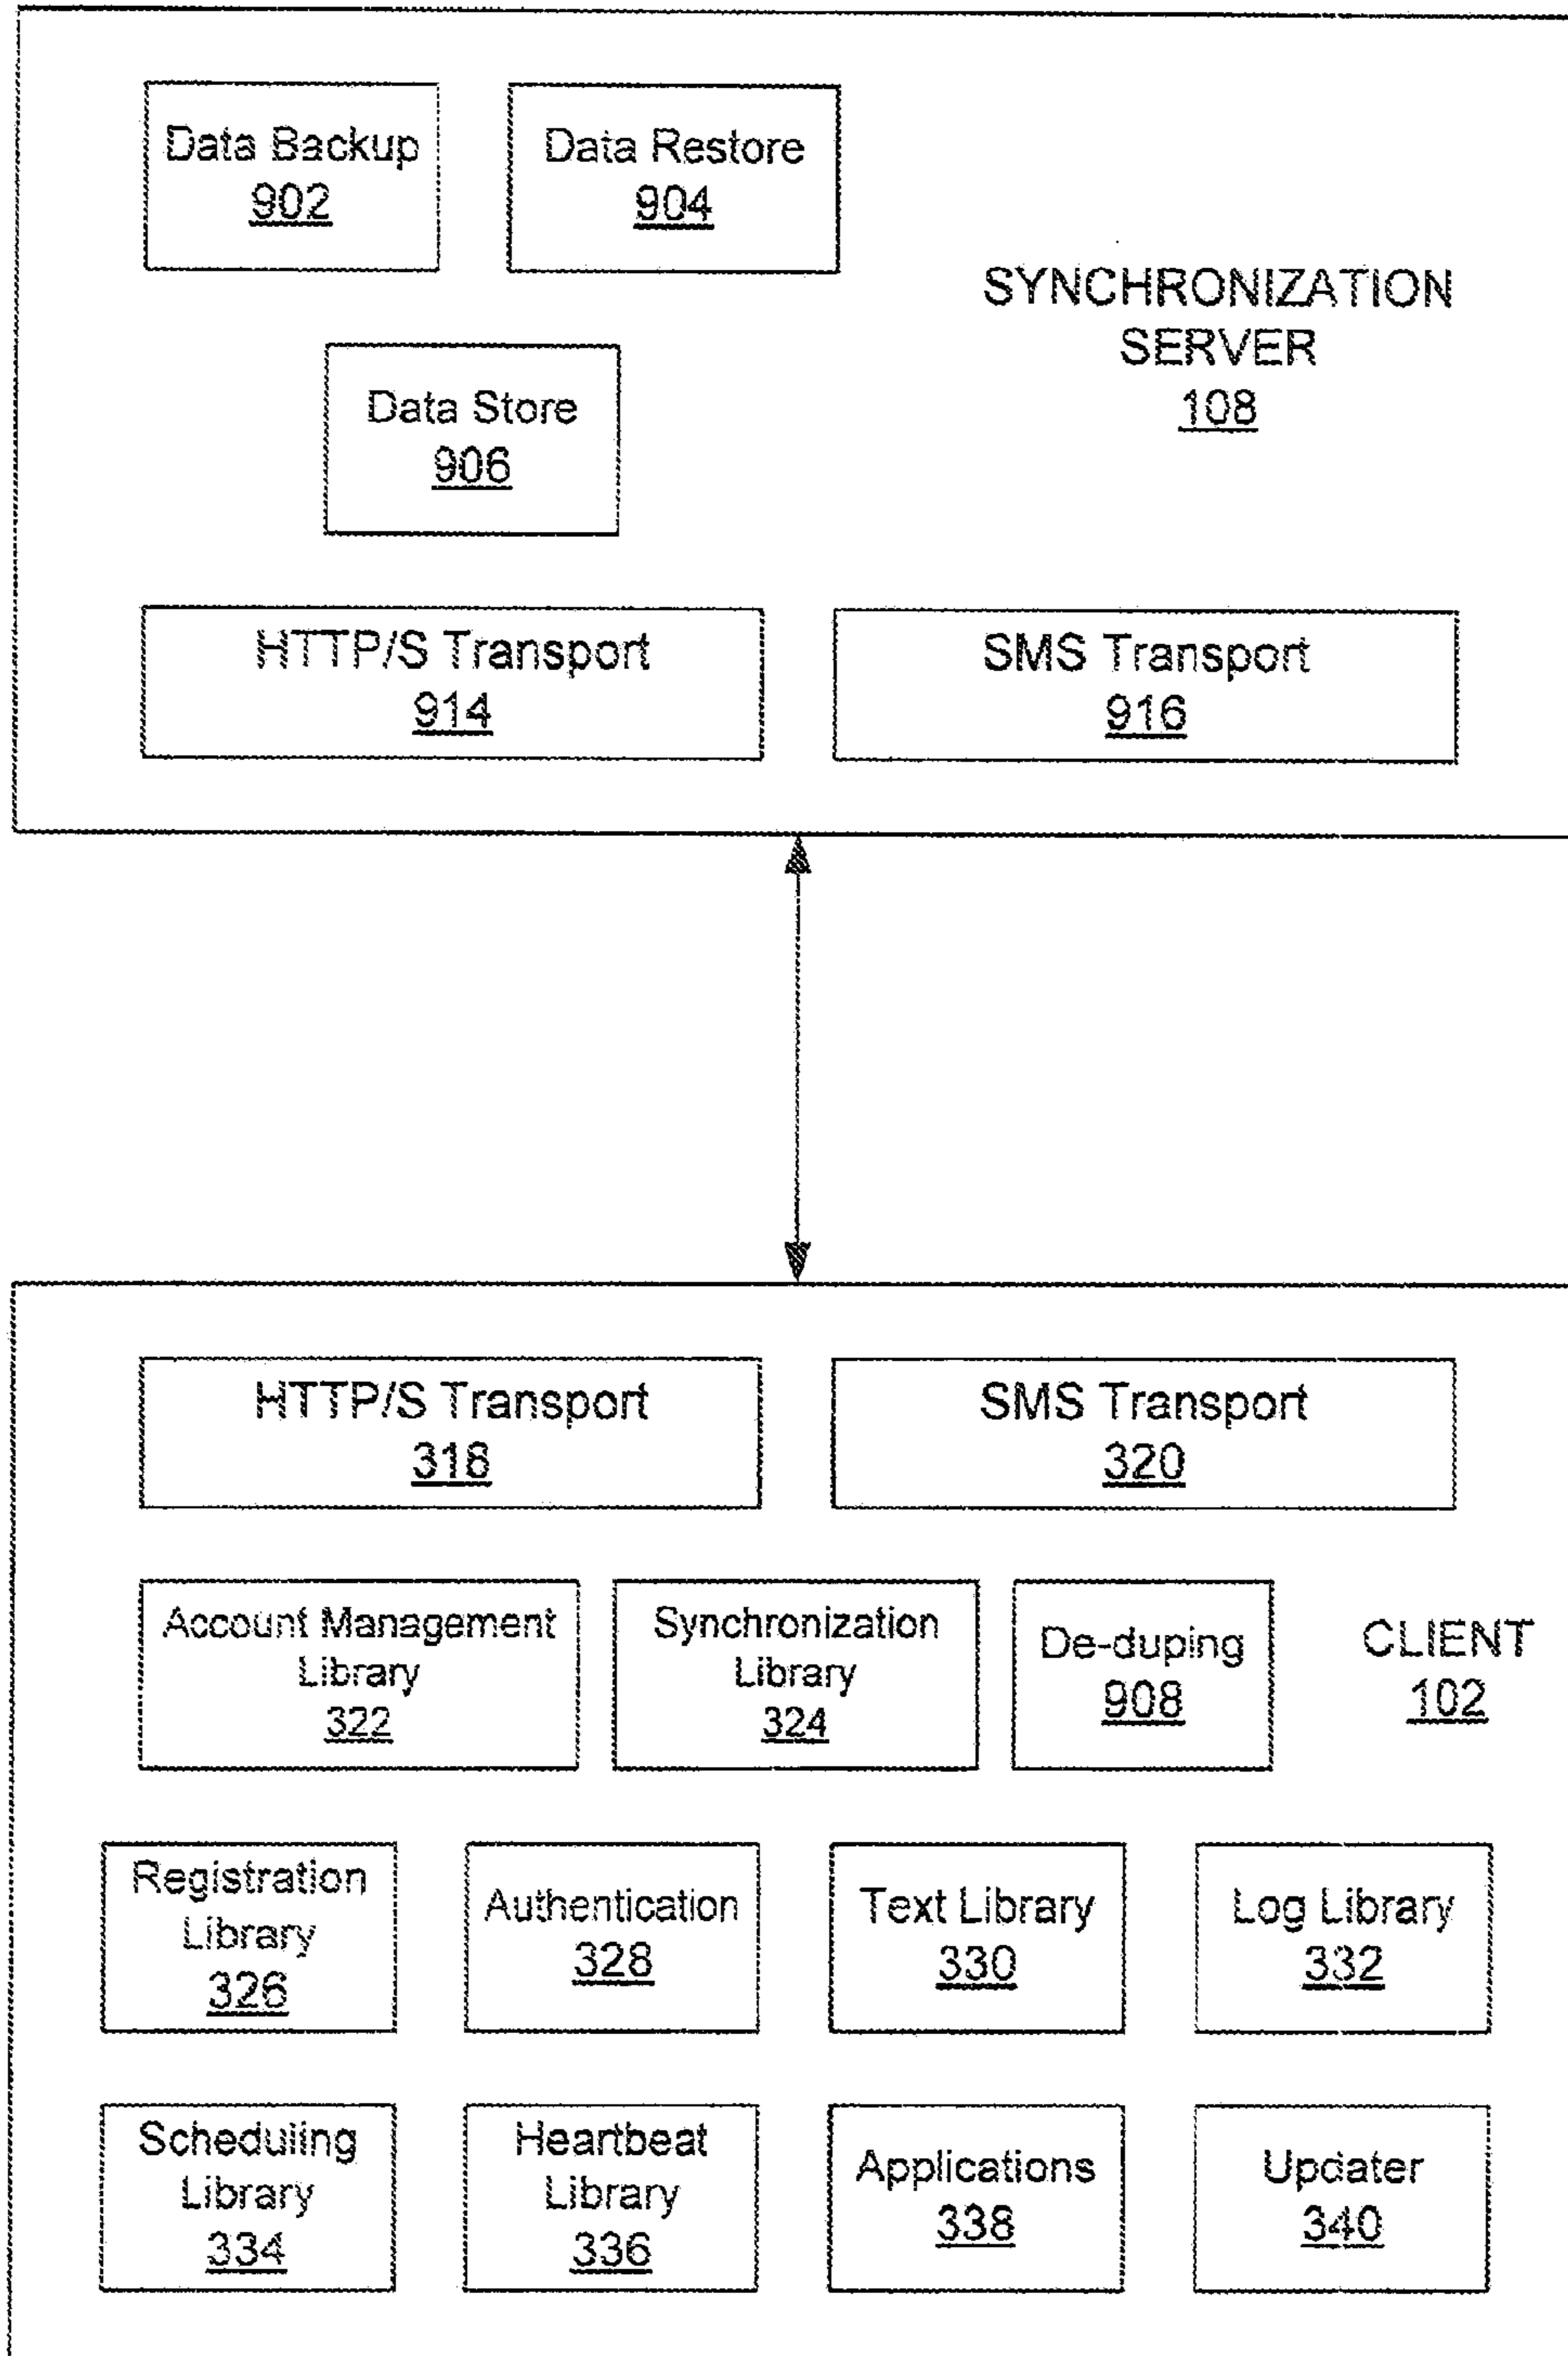 Data Backup
902
Data Restore
904
SYNCHRONIZATION
SERVER
108
Data Store
906
HTTP/S Transport
914
SMS Transport
916
HTTP/S Transport
318
SMS Transport
320
Account Management
Library
322
Synchronization
Library
324
De-duping
908
CLIENT
102
Registration
Library
326
Authentication
328
Text Library
330
Log Library
332
Scheduling
Library
334
Heartbeat
Library
336
Applications
338
Updater
340